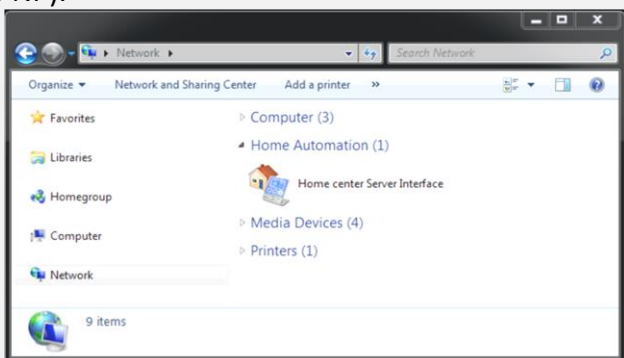 Network
Search Network
Organize
Network and Sharing Center
Add a printer
»
Favorites
Libraries
Homegroup
Computer
Network
Computer (3)
Home Automation (1)
Home center Server Interface
Media Devices (4)
Printers (1)
9 items